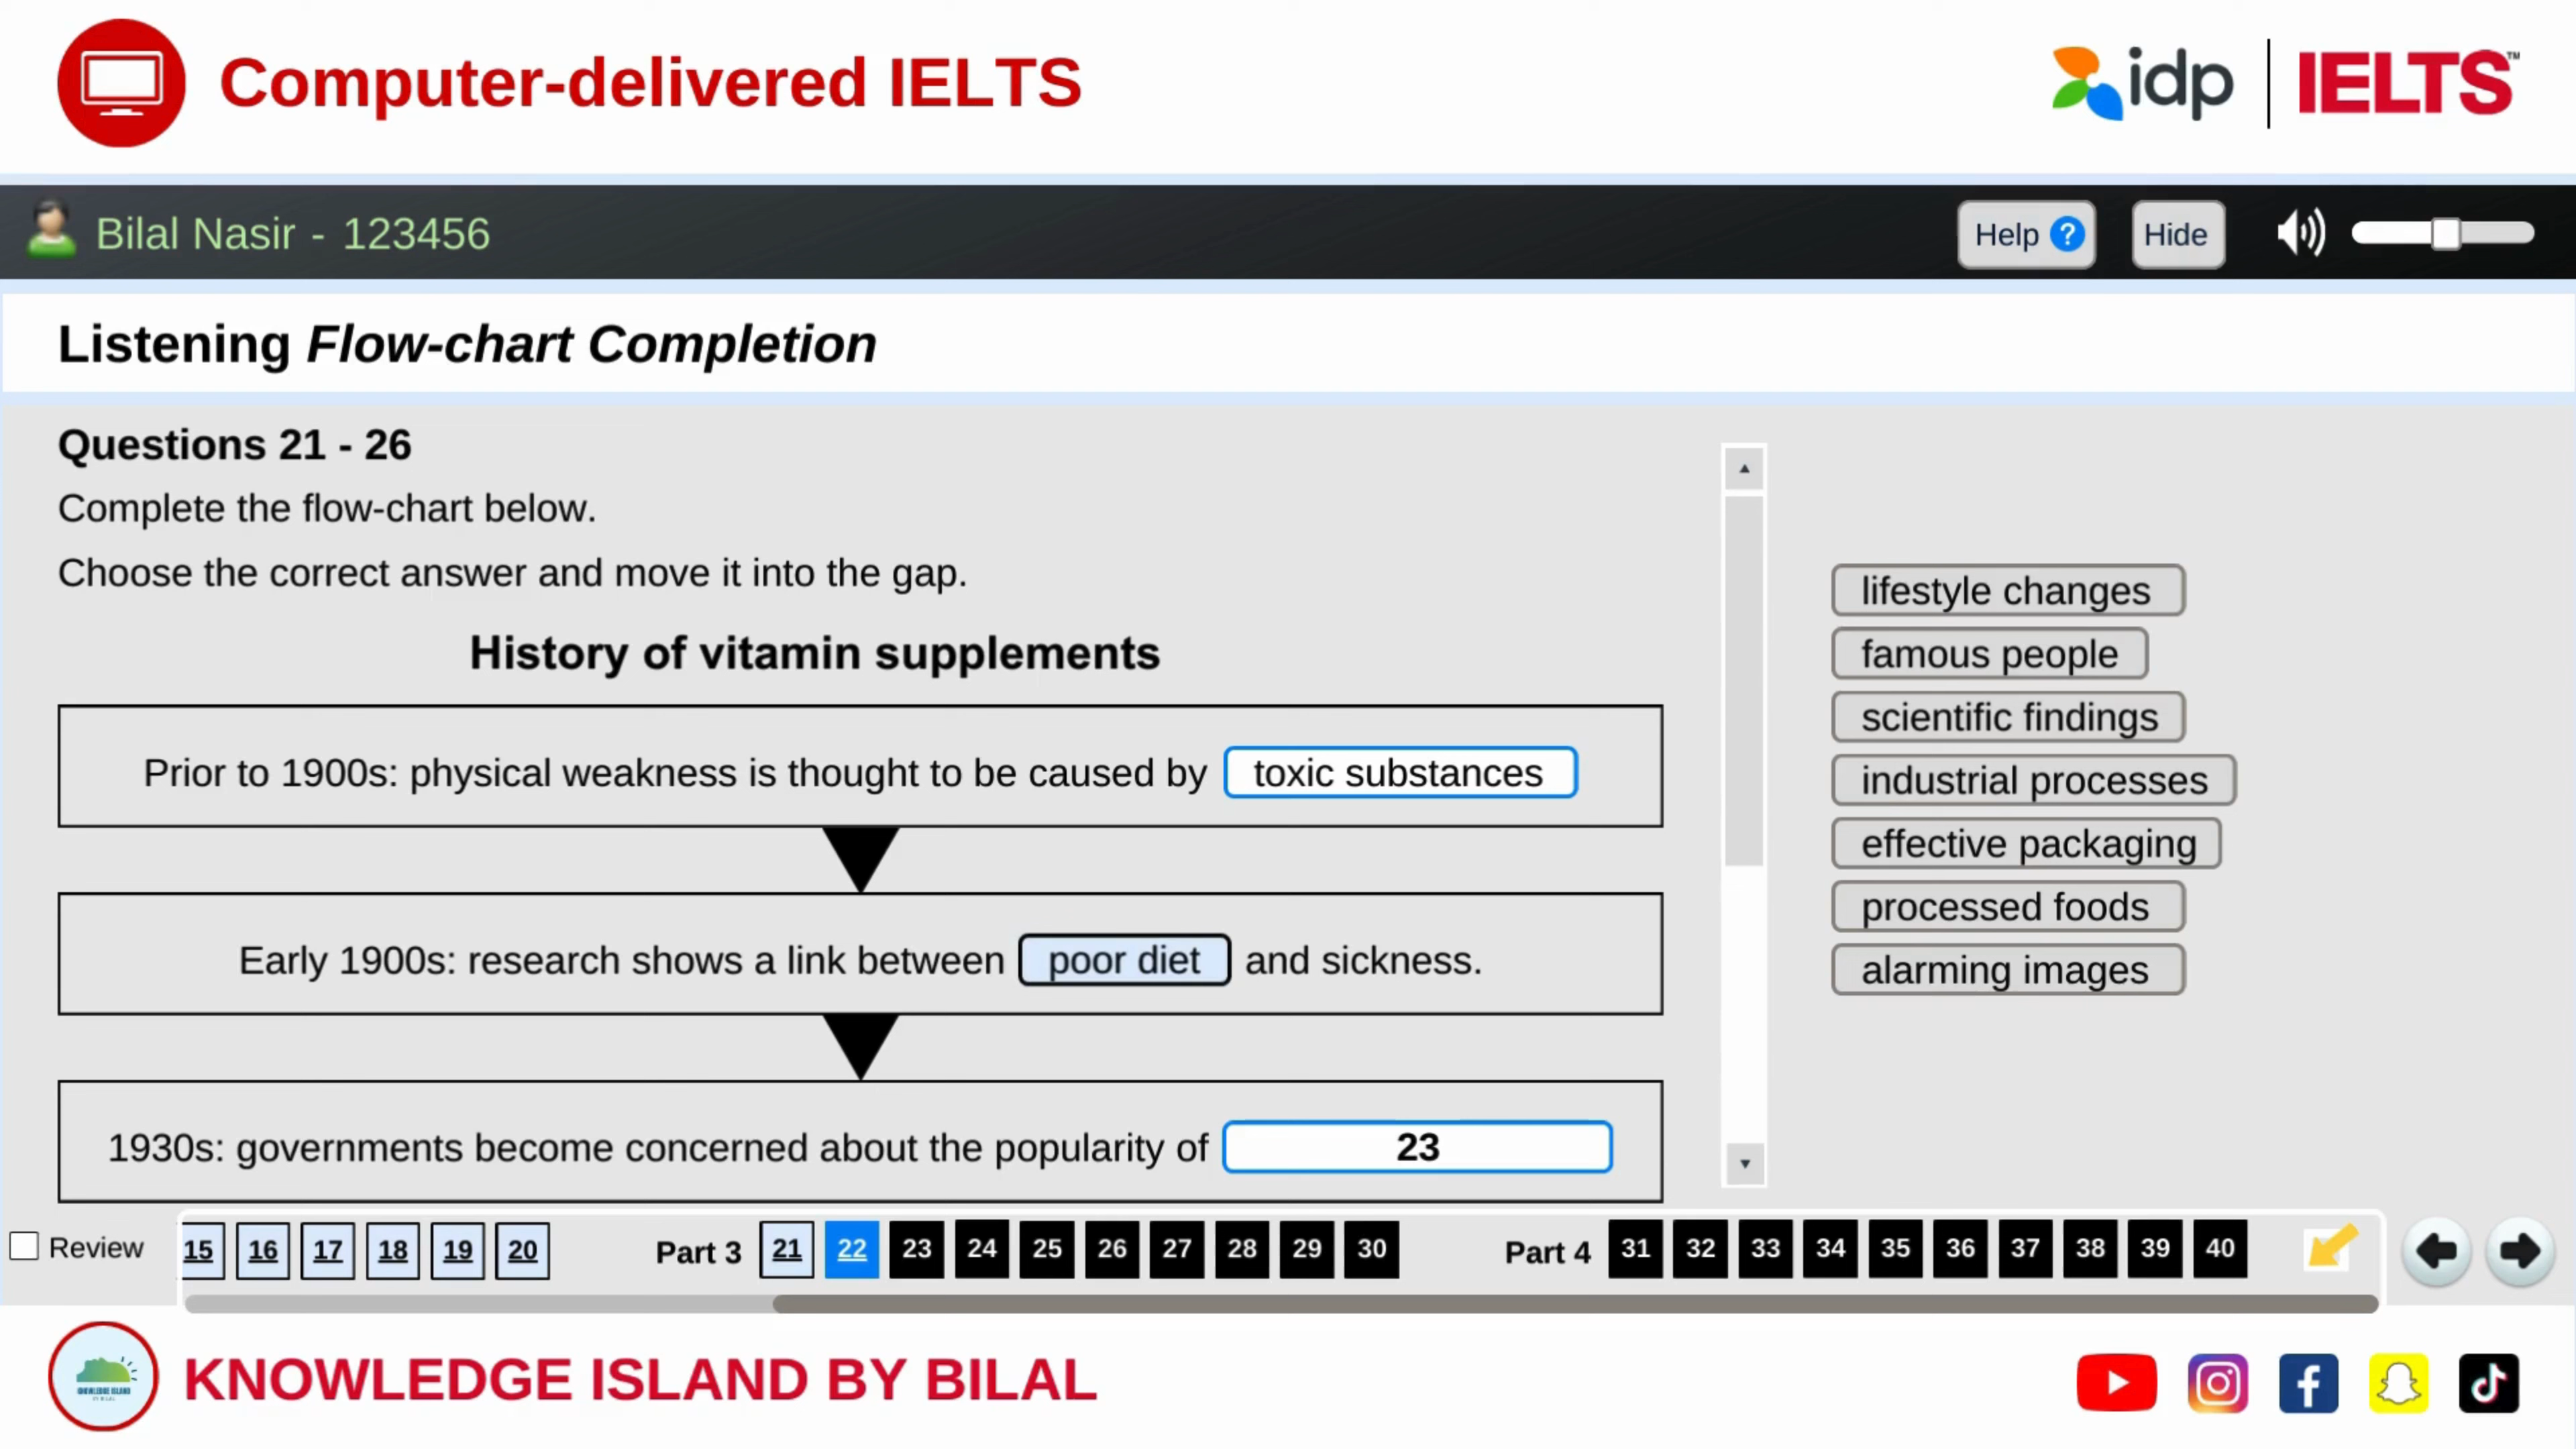 Computer-delivered IELTS
idp IELTS™
Bilal Nasir - 123456
Help ?
Hide
Listening Flow-chart Completion
Questions 21 - 26
Complete the flow-chart below.
Choose the correct answer and move it into the gap.
History of vitamin supplements
Prior to 1900s: physical weakness is thought to be caused by toxic substances
Early 1900s: research shows a link between poor diet and sickness.
1930s: governments become concerned about the popularity of 23
lifestyle changes
famous people
scientific findings
industrial processes
effective packaging
processed foods
alarming images
Review 15 16 17 18 19 20 Part 3 21 22 23 24 25 26 27 28 29 30 Part 4 31 32 33 34 35 36 37 38 39 40
KNOWLEDGE ISLAND
KNOWLEDGE ISLAND BY BILAL